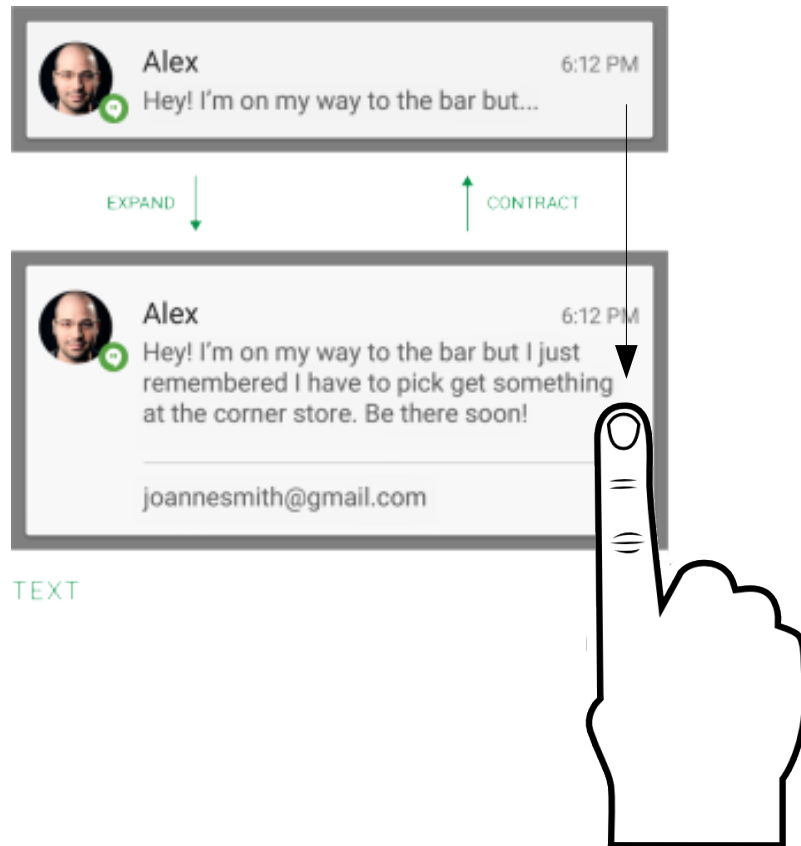 Alex
6:12 PM
Hey! I'm on my way to the bar but...
EXPAND
CONTRACT
Alex
6:12 PM
Hey! I'm on my way to the bar but I just
remembered I have to pick get something
at the corner store. Be there soon!
joannesmith@gmail.com
TEXT